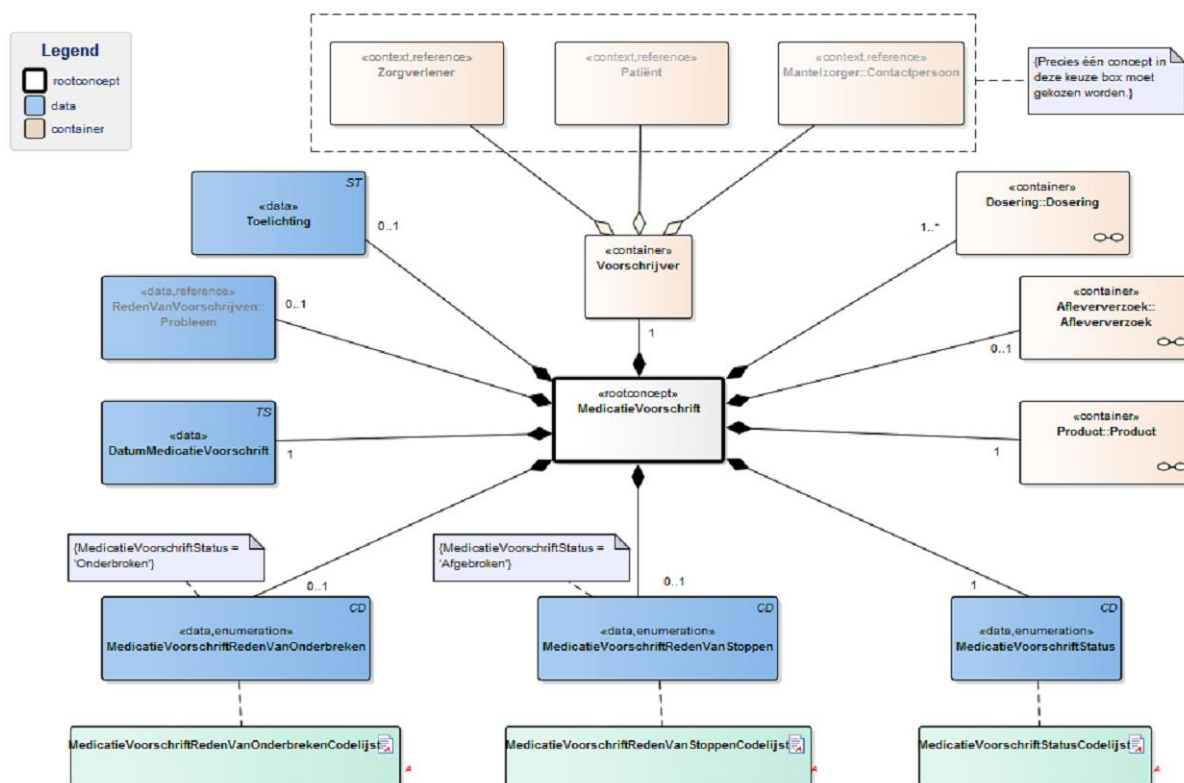 Legend
rootconcept
data
container
«context,reference»
Zorgverlener
«context,reference»
Patiënt
«context,reference»
Mantelzorger::Contactpersoon
{Precies één concept in
deze keuze box moet
gekozen worden.}
ST
«data»
Toelichting
0..1
«container»
Voorschrijver
1
«container»
Dosering::Dosering
1..*
«data,reference»
RedenVanVoorschrijven::
Probleem
0..1
«container»
Afleververzoek::
Afleververzoek
0..1
«rootconcept»
MedicatieVoorschrift
TS
«data»
DatumMedicatieVoorschrift
1
«container»
Product::Product
1
{MedicatieVoorschriftStatus =
'Onderbroken'}
{MedicatieVoorschriftStatus =
'Afgebroken'}
0..1
0..1
1
CD
«data,enumeration»
MedicatieVoorschriftRedenVanOnderbreken
CD
«data,enumeration»
MedicatieVoorschriftRedenVanStoppen
CD
«data,enumeration»
MedicatieVoorschriftStatus
MedicatieVoorschriftRedenVanOnderbrekenCodelijst
MedicatieVoorschriftRedenVanStoppenCodelijst
MedicatieVoorschriftStatusCodelijst